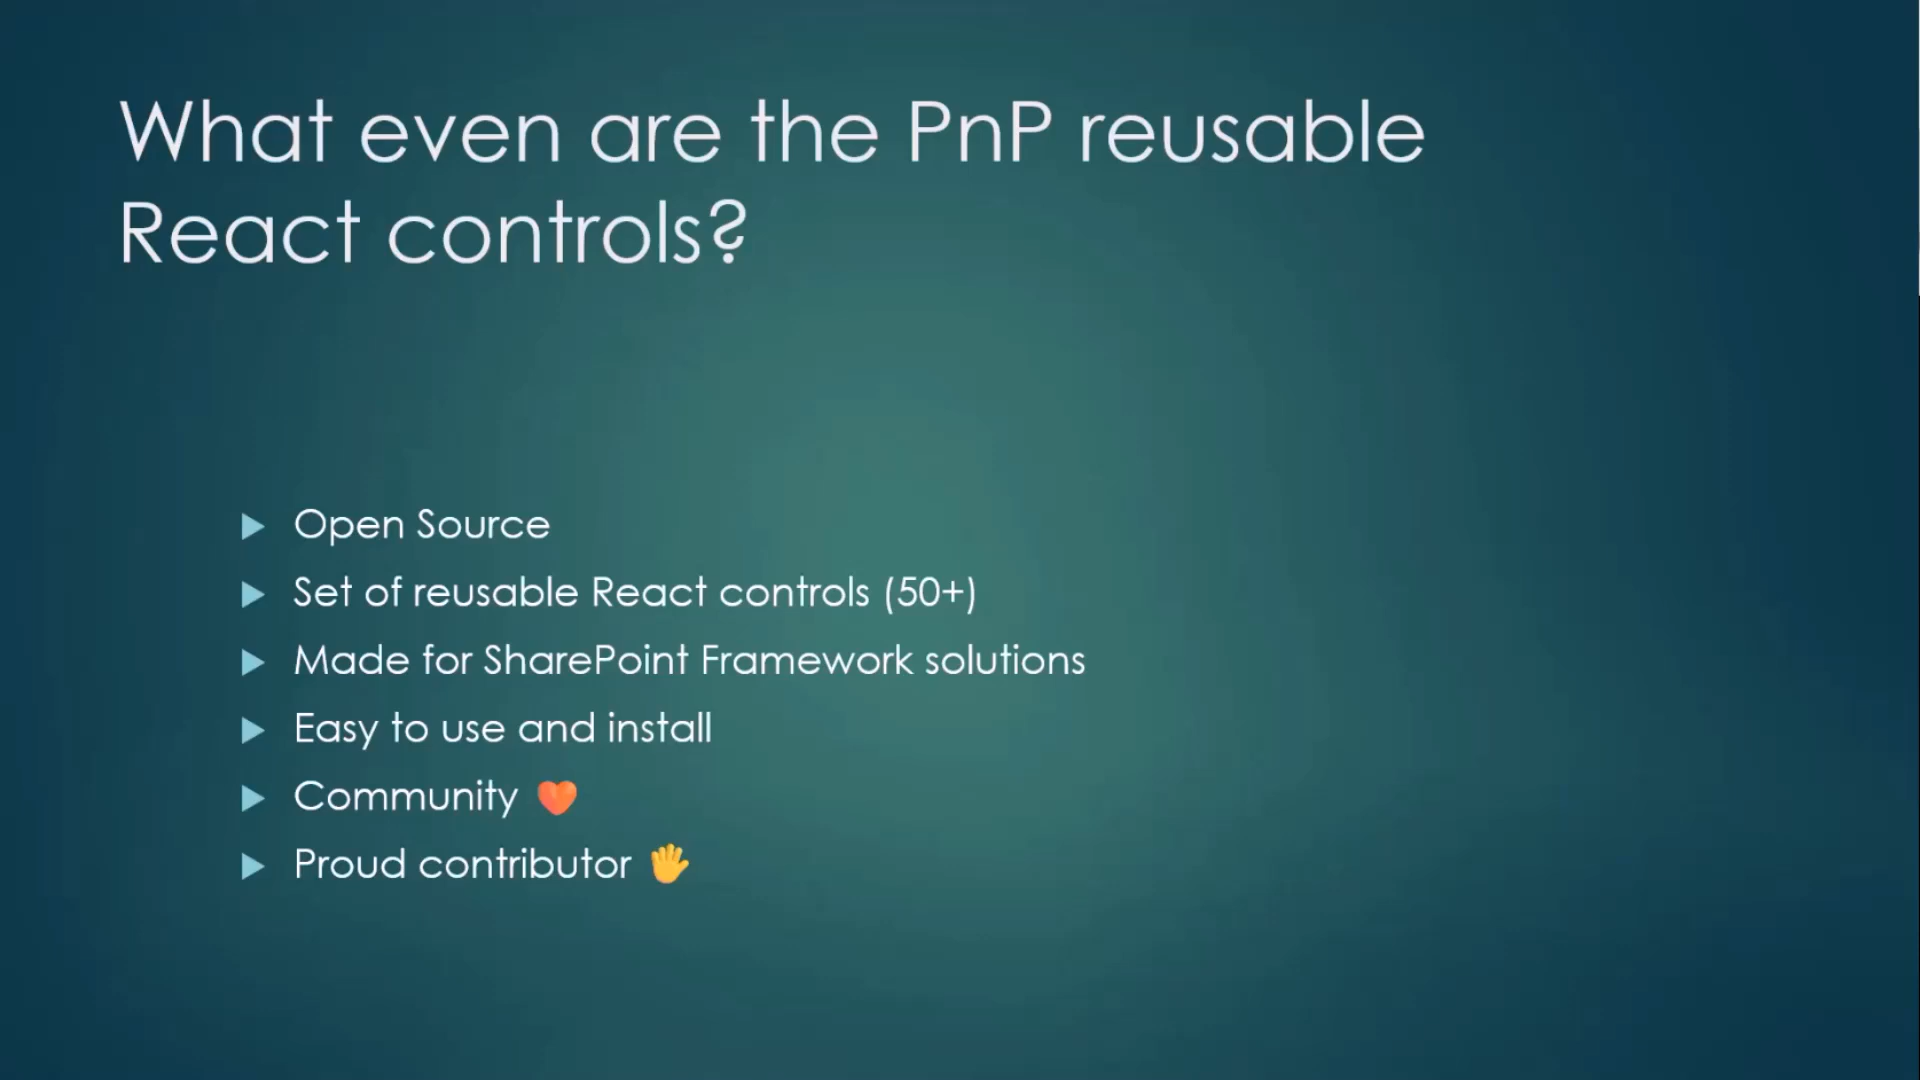 What even are the PnP reusable
React controls?
Open Source
Set of reusable React controls (50+)
Made for SharePoint Framework solutions
Easy to use and install
Community 🧡
Proud contributor 🖐